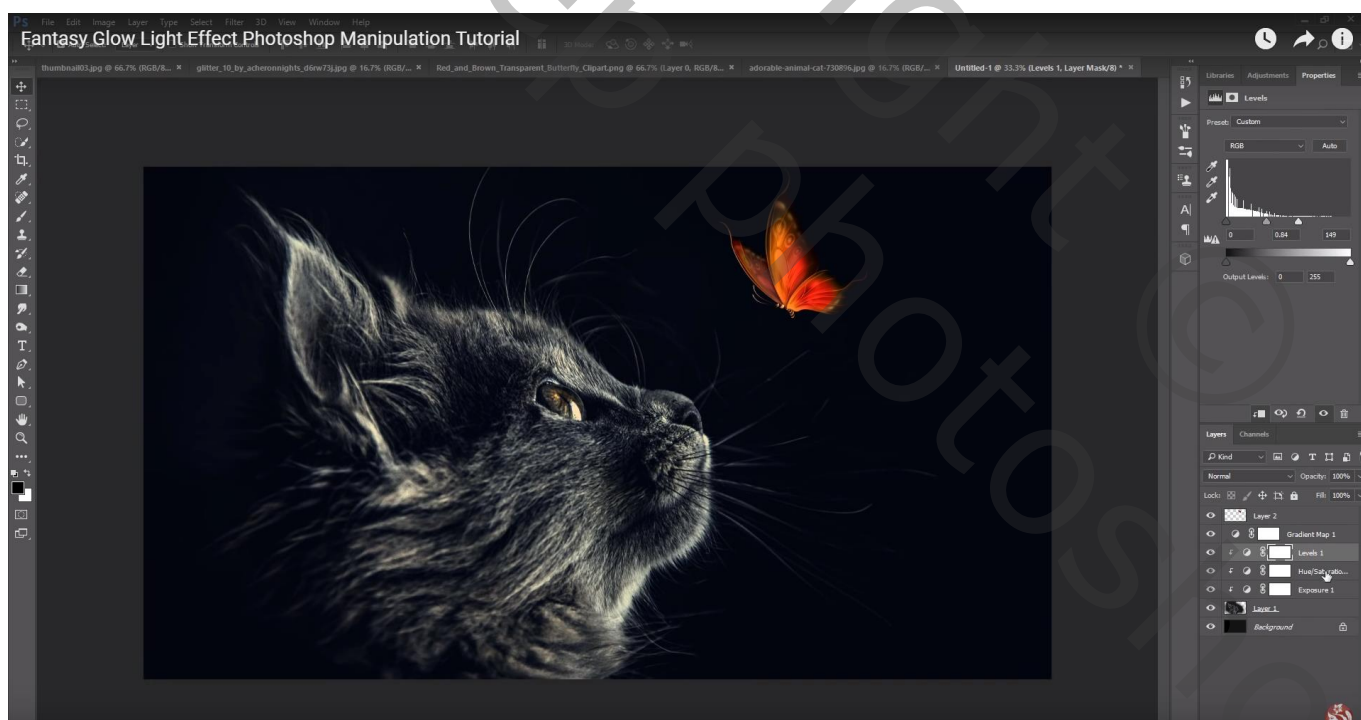 Ps File Edit Image Layer Type Select Filter 3D View Window Help
Fantasy Glow Light Effect Photoshop Manipulation Tutorial
thumbnail03.jpg @ 66.7% (RGB/8... × glitter_10_by_acheronnights_d6rw73j.jpg @ 16.7% (RGB/... × Red_and_Brown_Transparent_Butterfly_Clipart.png @ 66.7% (Layer 0, RGB/8... × adorable-animal-cat-730896.jpg @ 16.7% (RGB/... × Untitled-1 @ 33.3% (Levels 1, Layer Mask/8) * ×
Libraries Adjustments Properties
Levels
Preset: Custom
RGB Auto
0 0.84 149
Output Levels: 0 255
Layers Channels
Kind
Normal Opacity: 100%
Lock: Fill: 100%
Layer 2
Gradient Map 1
Levels 1
Hue/Saturatio...
Exposure 1
Layer 1
Background